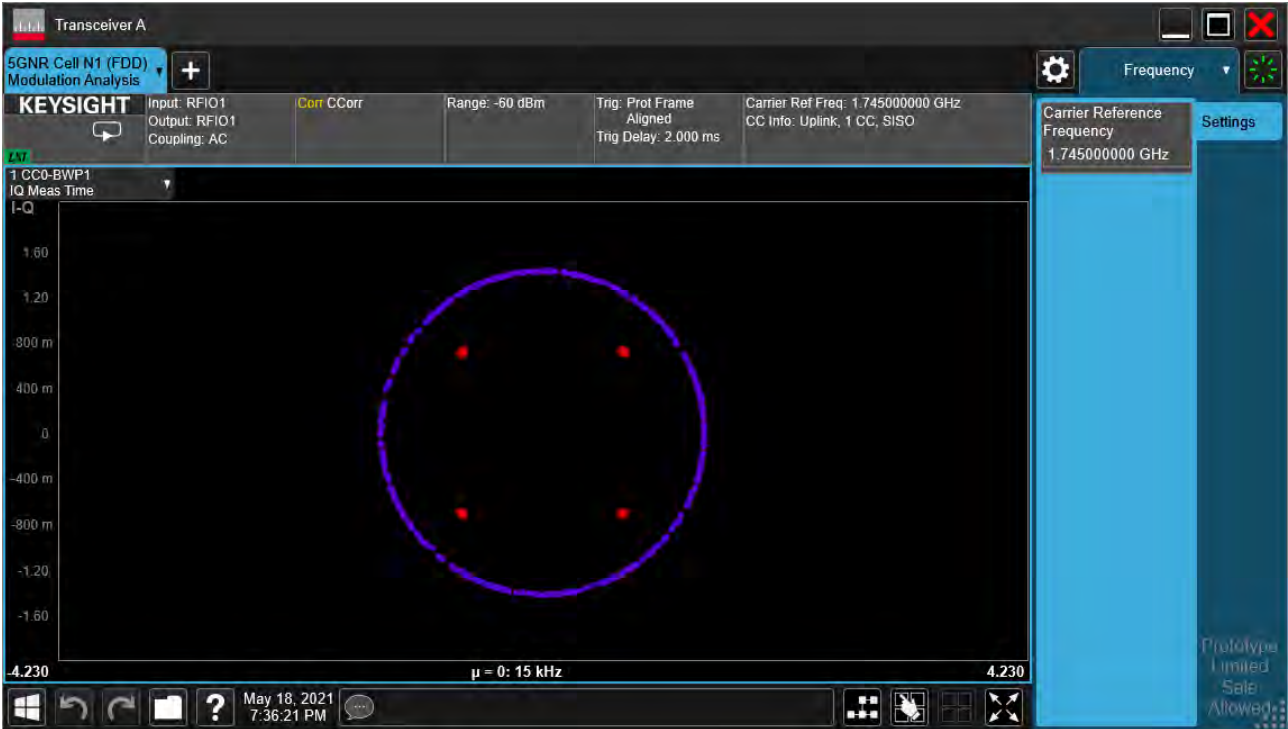 Transceiver A
5GNR Cell N1 (FDD)
Modulation Analysis
+
Frequency
KEYSIGHT
Input: RFIO1
Output: RFIO1
Coupling: AC
Corr CCorr
Range: -60 dBm
Trig: Prot Frame
Aligned
Trig Delay: 2.000 ms
Carrier Ref Freq: 1.745000000 GHz
CC Info: Uplink, 1 CC, SISO
LXI
Carrier Reference
Frequency
1.745000000 GHz
Settings
1 CC0-BWP1
IQ Meas Time
I-Q
1.60
1.20
800 m
400 m
0
-400 m
-800 m
-1.20
-1.60
-4.230
µ = 0: 15 kHz
4.230
Prototype
Limited
Sale
Allowed
?
May 18, 2021
7:36:21 PM